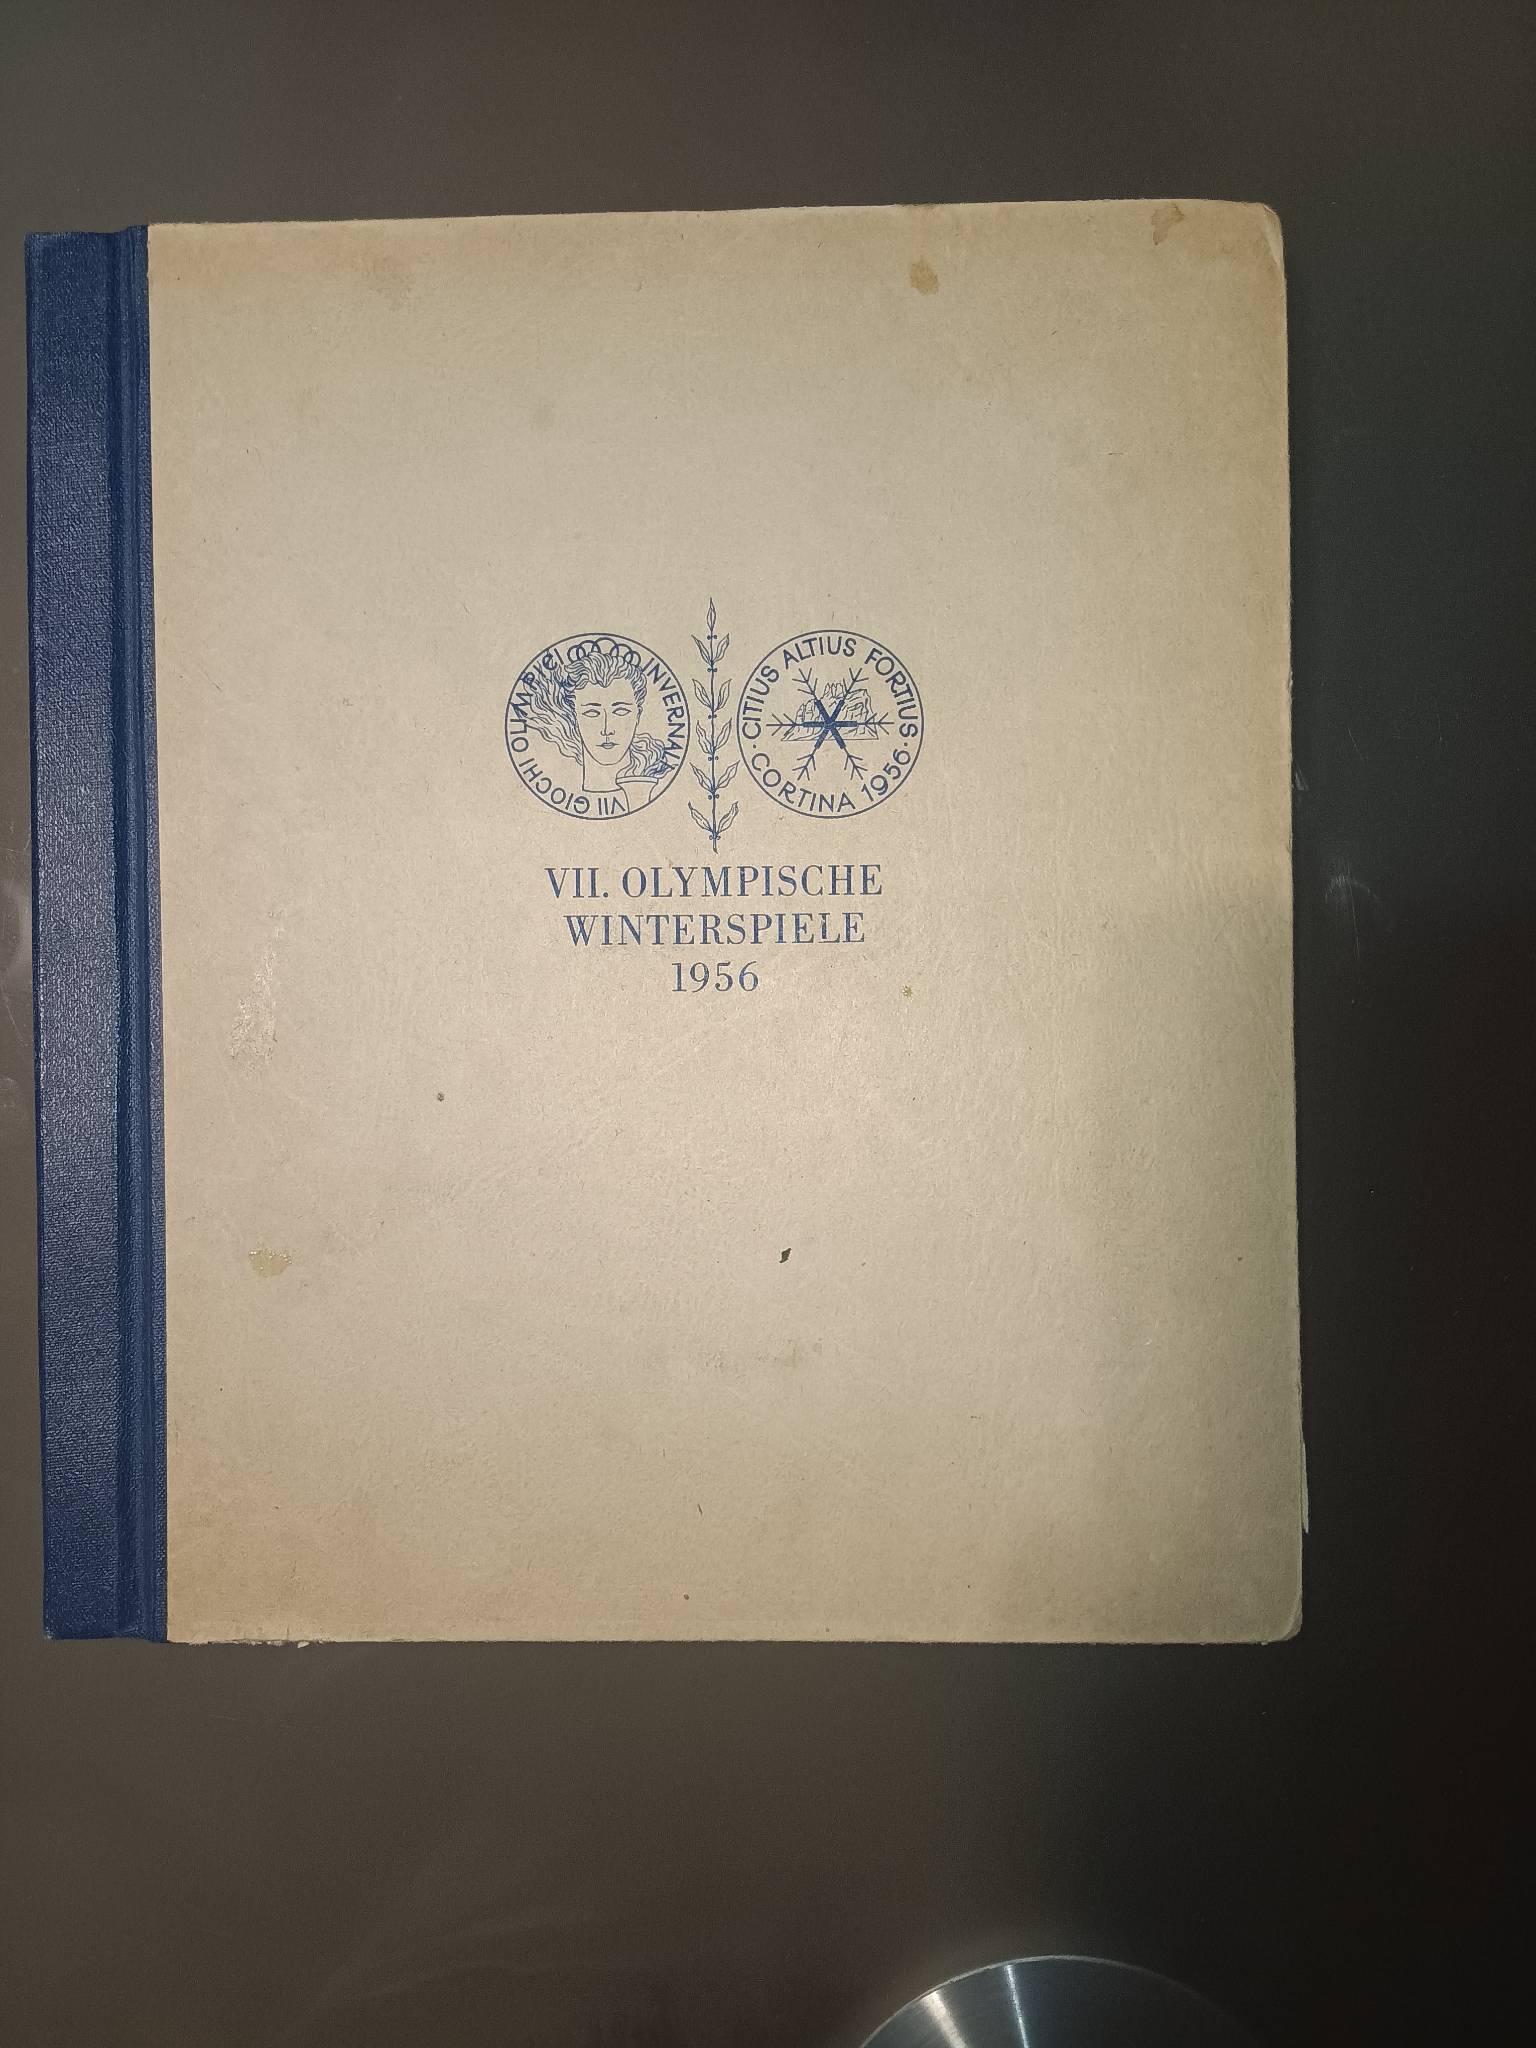 VII GIOCHI OLIMPICI INVERNALI
CITIUS ALTIUS FORTIUS
CORTINA 1956
VII. OLYMPISCHE
WINTERSPIELE
1956